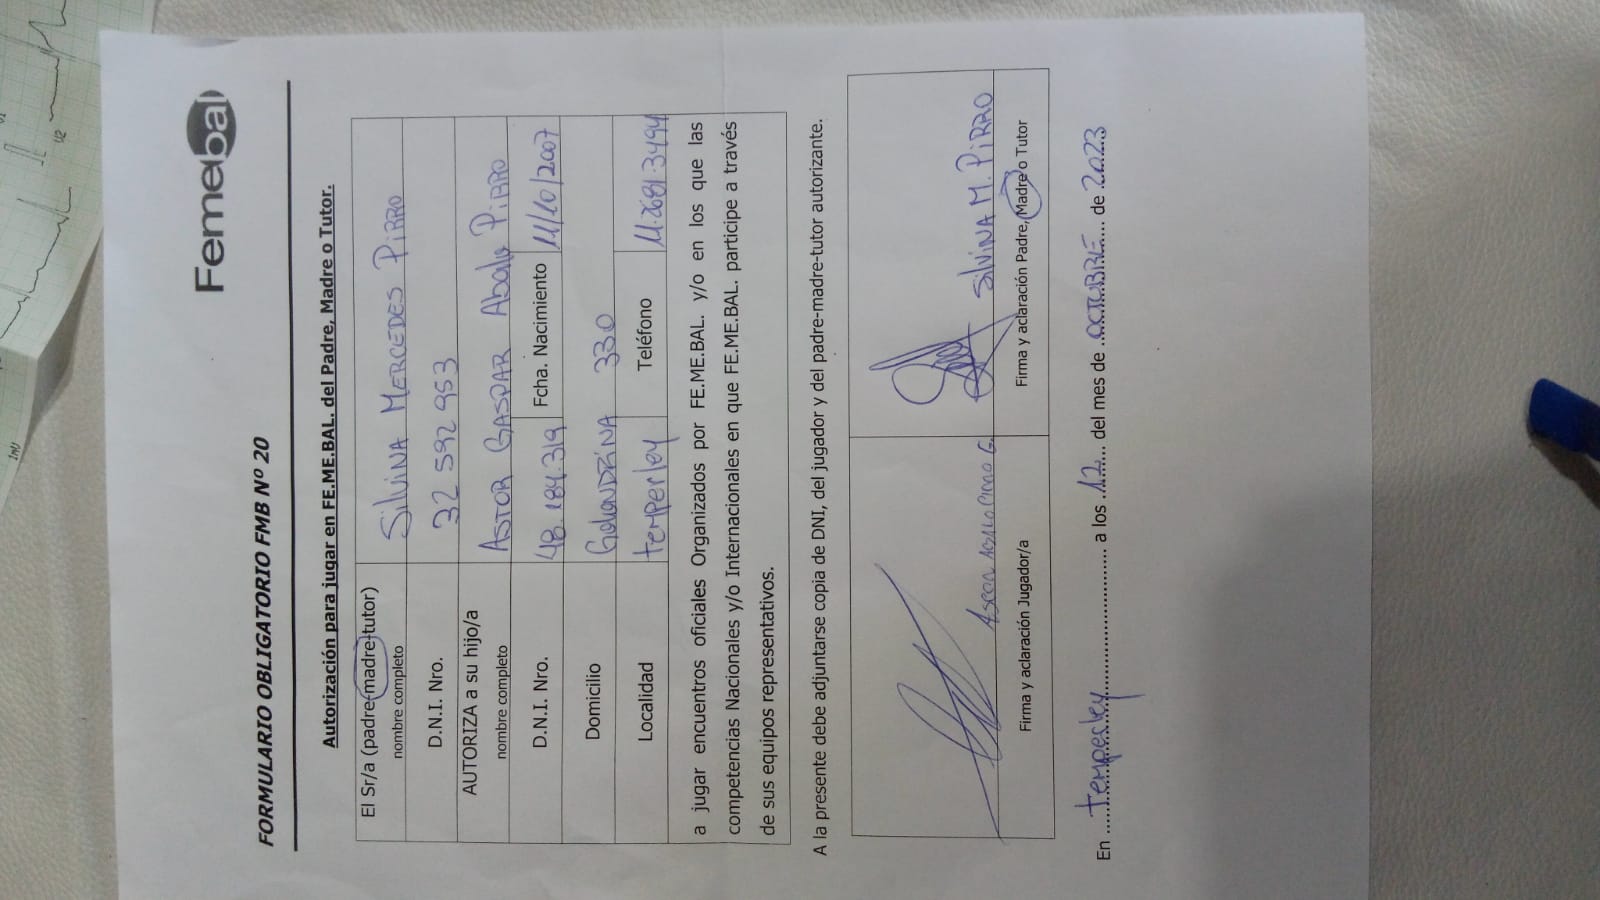 Femebal
FORMULARIO OBLIGATORIO FMB Nº 20
Autorización para jugar en FE.ME.BAL. del Padre, Madre o Tutor.
El Sr/a (padre-madre-tutor) SilViNA MERCEDES PiRRO
nombre completo
D.N.I. Nro. 32 592 953
AUTORIZA a su hijo/a ASTOR GASPAR Abalo PiRRO
nombre completo
D.N.I. Nro. 48.184.319 Fcha. Nacimiento 11/10/2007
Domicilio GOLONDRINA 330
Localidad temperley Teléfono 11.2681.3494
a jugar encuentros oficiales Organizados por FE.ME.BAL. y/o en los que las
competencias Nacionales y/o Internacionales en que FE.ME.BAL. participe a través
de sus equipos representativos.
A la presente debe adjuntarse copia de DNI, del jugador y del padre-madre-tutor autorizante.
SilViNA M. PiRRO
Firma y aclaración Jugador/a Firma y aclaración Padre, Madre o Tutor
En temperley a los 12 del mes de OCTUBRE de 2023
V2